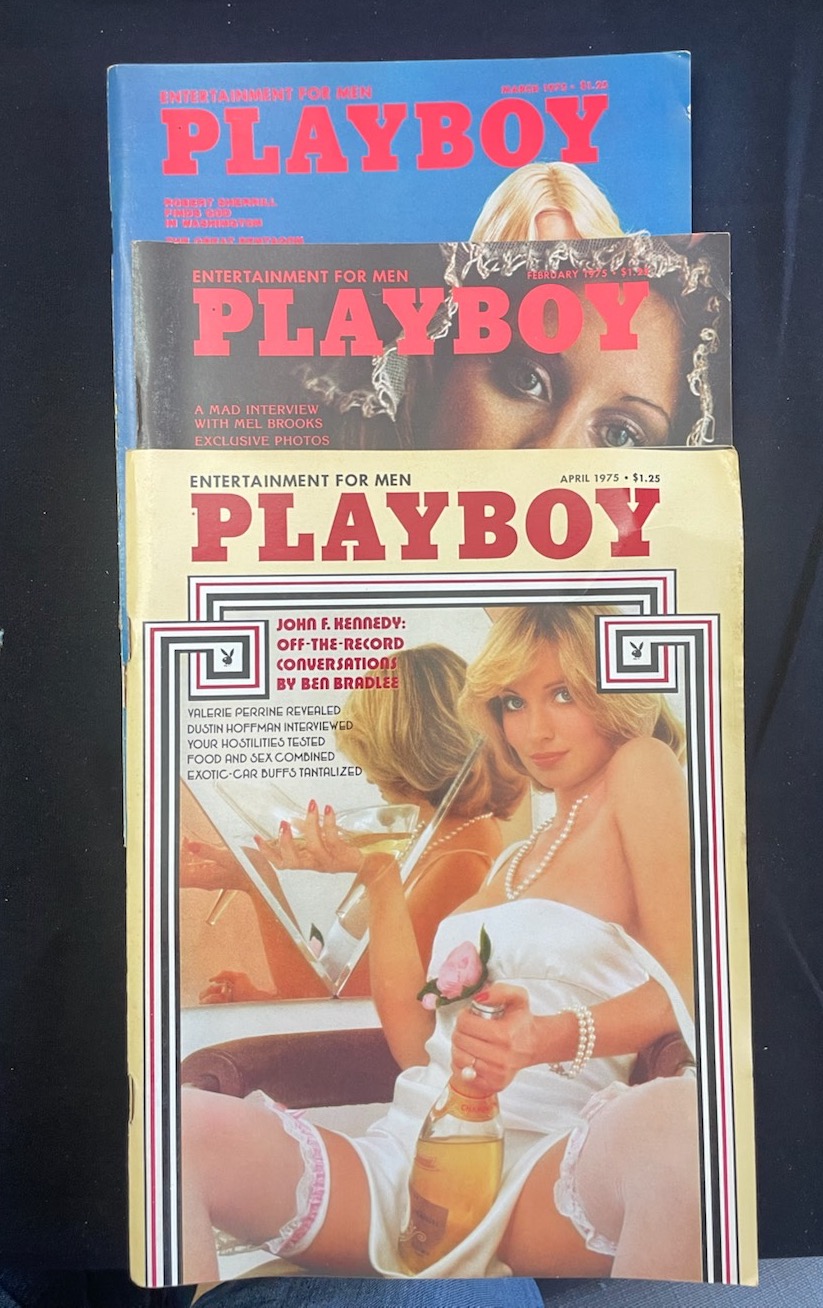 ENTERTAINMENT FOR MEN
MARCH 1975 • $1.25
PLAYBOY
ROBERT SHERRILL
FINDS GOD
IN WASHINGTON
ENTERTAINMENT FOR MEN
FEBRUARY 1975 • $1.25
PLAYBOY
A MAD INTERVIEW
WITH MEL BROOKS
EXCLUSIVE PHOTOS
ENTERTAINMENT FOR MEN
APRIL 1975 • $1.25
PLAYBOY
JOHN F. KENNEDY:
OFF-THE-RECORD
CONVERSATIONS
BY BEN BRADLEE
VALERIE PERRINE REVEALED
DUSTIN HOFFMAN INTERVIEWED
YOUR HOSTILITIES TESTED
FOOD AND SEX COMBINED
EXOTIC-CAR BUFFS TANTALIZED